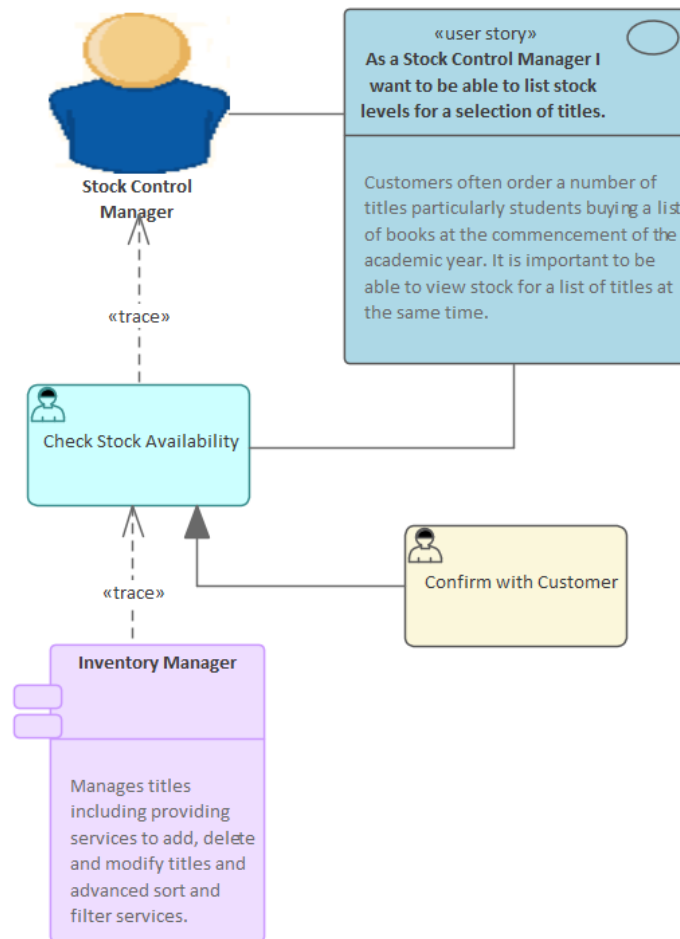 «user story»
As a Stock Control Manager I
want to be able to list stock
levels for a selection of titles.
Customers often order a number of
titles particularly students buying a list
of books at the commencement of the
academic year. It is important to be
able to view stock for a list of titles at
the same time.
Stock Control
Manager
«trace»
Check Stock Availability
«trace»
Confirm with Customer
Inventory Manager
Manages titles
including providing
services to add, delete
and modify titles and
advanced sort and
filter services.